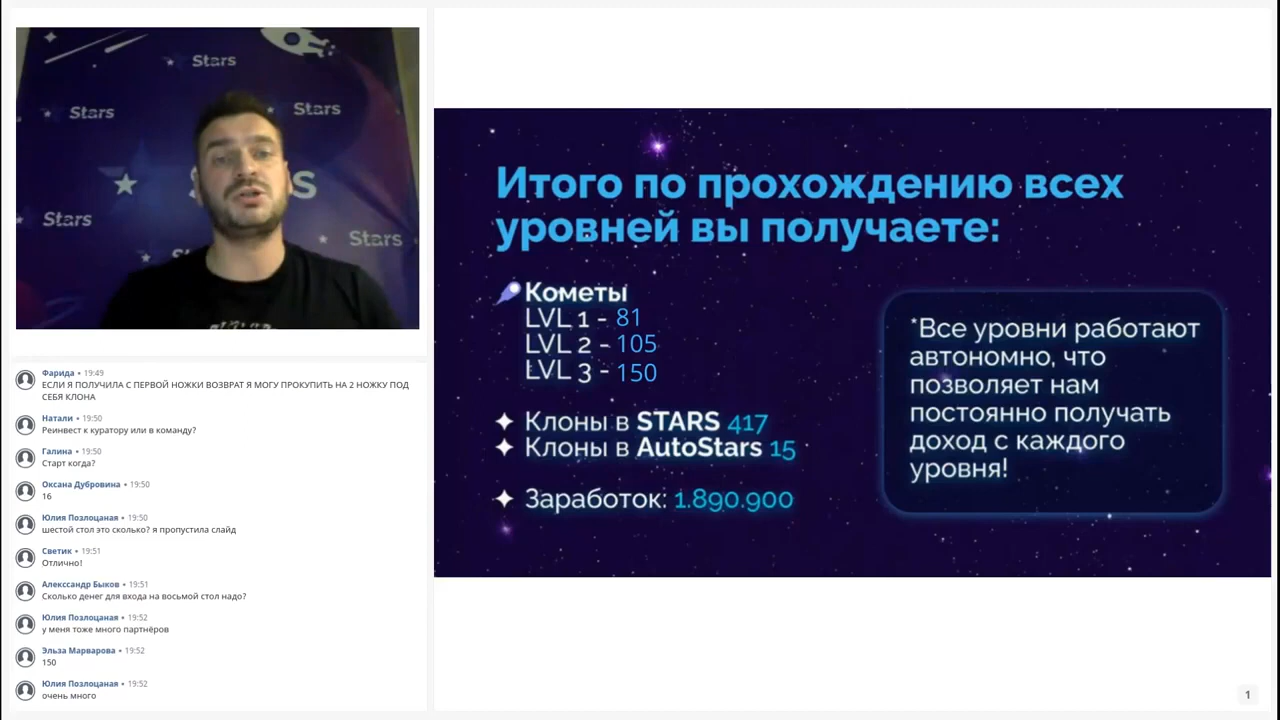 Stars
Stars
Stars
Stars
Stars
Фарида • 19:49
ЕСЛИ Я ПОЛУЧИЛА С ПЕРВОЙ НОЖКИ ВОЗВРАТ Я МОГУ ПРОКУПИТЬ НА 2 НОЖКУ ПОД
СЕБЯ КЛОНА
Натали • 19:50
Реинвест к куратору или в команду?
Галина • 19:50
Старт когда?
Оксана Дубровина • 19:50
16
Юлия Позлоцаная • 19:50
шестой стол это сколько? я пропустила слайд
Светик • 19:51
Отлично!
Алекссандр Быков • 19:51
Сколько денег для входа на восьмой стол надо?
Юлия Позлоцаная • 19:52
у меня тоже много партнёров
Эльза Марварова • 19:52
150
Юлия Позлоцаная • 19:52
очень много
Итого по прохождению всех
уровней вы получаете:
Кометы
LVL 1 - 81
LVL 2 - 105
LVL 3 - 150
Клоны в STARS 417
Клоны в AutoStars 15
Заработок: 1.890.900
*Все уровни работают
автономно, что
позволяет нам
постоянно получать
доход с каждого
уровня!
1